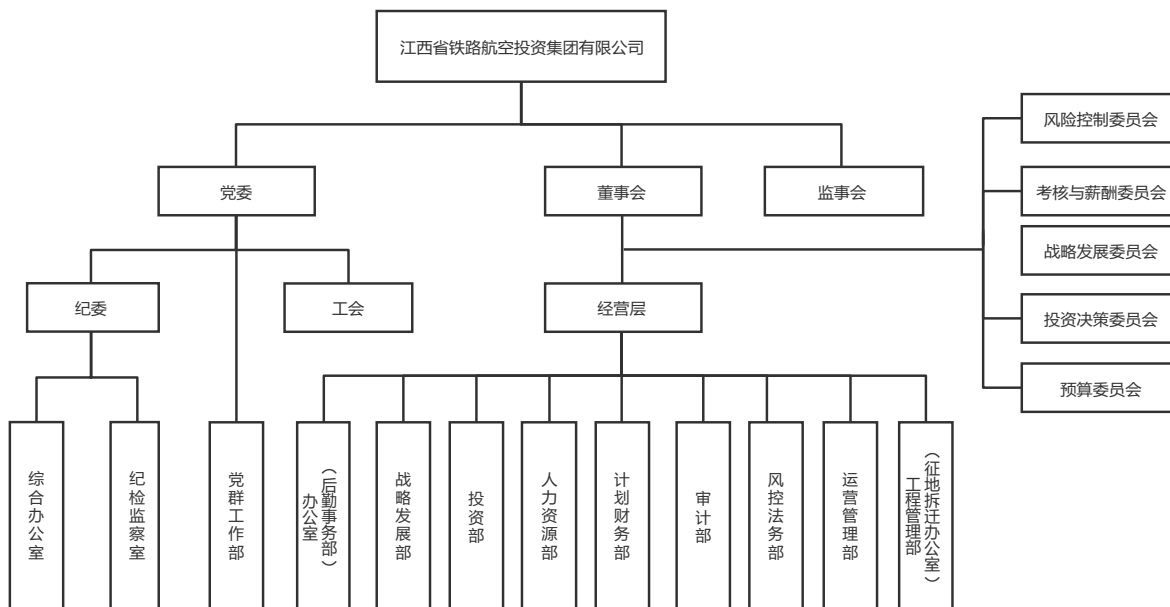 江西省铁路航空投资集团有限公司
风险控制委员会
党委
董事会
监事会
考核与薪酬委员会
战略发展委员会
纪委
工会
经营层
投资决策委员会
预算委员会
综合办公室
纪检监察室
党群工作部
办公室
（后勤事务部）
战略发展部
投资部
人力资源部
计划财务部
审计部
风控法务部
运营管理部
工程管理部
（征地拆迁办公室）